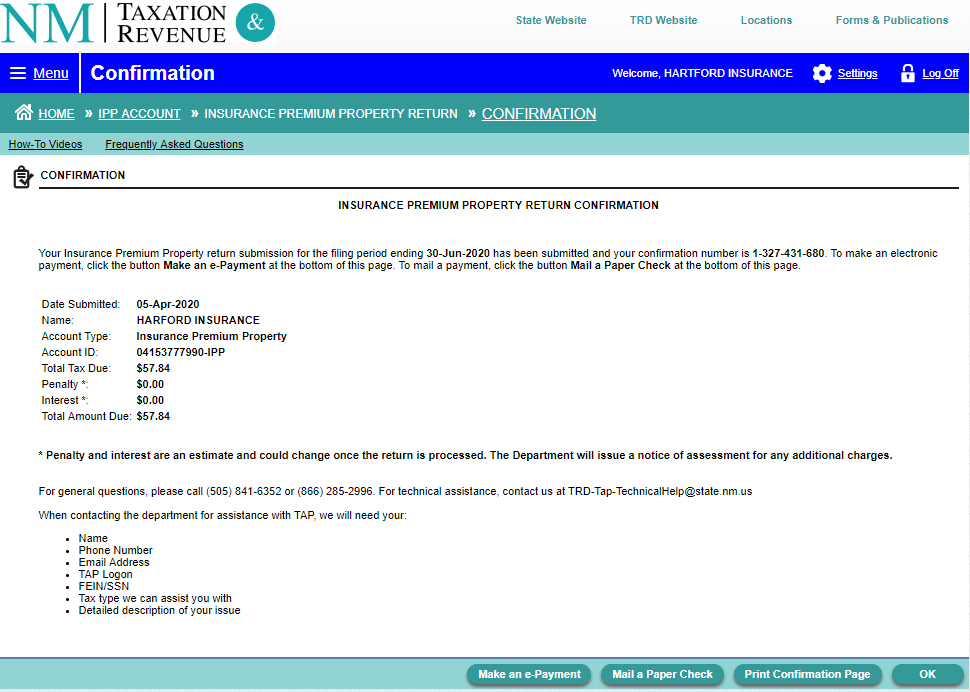 NM TAXATION & REVENUE
State Website TRD Website Locations Forms & Publications
Menu Confirmation Welcome, HARTFORD INSURANCE Settings Log Off
HOME » IPP ACCOUNT » INSURANCE PREMIUM PROPERTY RETURN » CONFIRMATION
How-To Videos Frequently Asked Questions
CONFIRMATION
INSURANCE PREMIUM PROPERTY RETURN CONFIRMATION
Your Insurance Premium Property return submission for the filing period ending 30-Jun-2020 has been submitted and your confirmation number is 1-327-431-680. To make an electronic
payment, click the button Make an e-Payment at the bottom of this page. To mail a payment, click the button Mail a Paper Check at the bottom of this page.
Date Submitted: 05-Apr-2020
Name: HARFORD INSURANCE
Account Type: Insurance Premium Property
Account ID: 04153777990-IPP
Total Tax Due: $57.84
Penalty *: $0.00
Interest *: $0.00
Total Amount Due: $57.84
* Penalty and interest are an estimate and could change once the return is processed. The Department will issue a notice of assessment for any additional charges.
For general questions, please call (505) 841-6352 or (866) 285-2996. For technical assistance, contact us at TRD-Tap-TechnicalHelp@state.nm.us
When contacting the department for assistance with TAP, we will need your:
• Name
• Phone Number
• Email Address
• TAP Logon
• FEIN/SSN
• Tax type we can assist you with
• Detailed description of your issue
Make an e-Payment Mail a Paper Check Print Confirmation Page OK